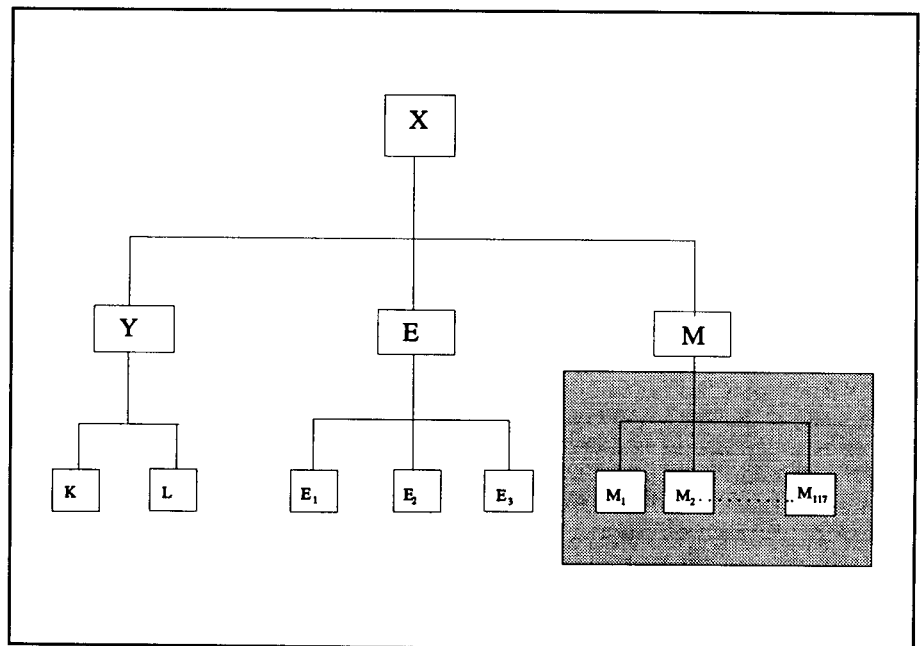 X
Y E M
K L E₁ E₂ E₃ M₁ M₂ . . . . . . . . . . . M₁₁₇